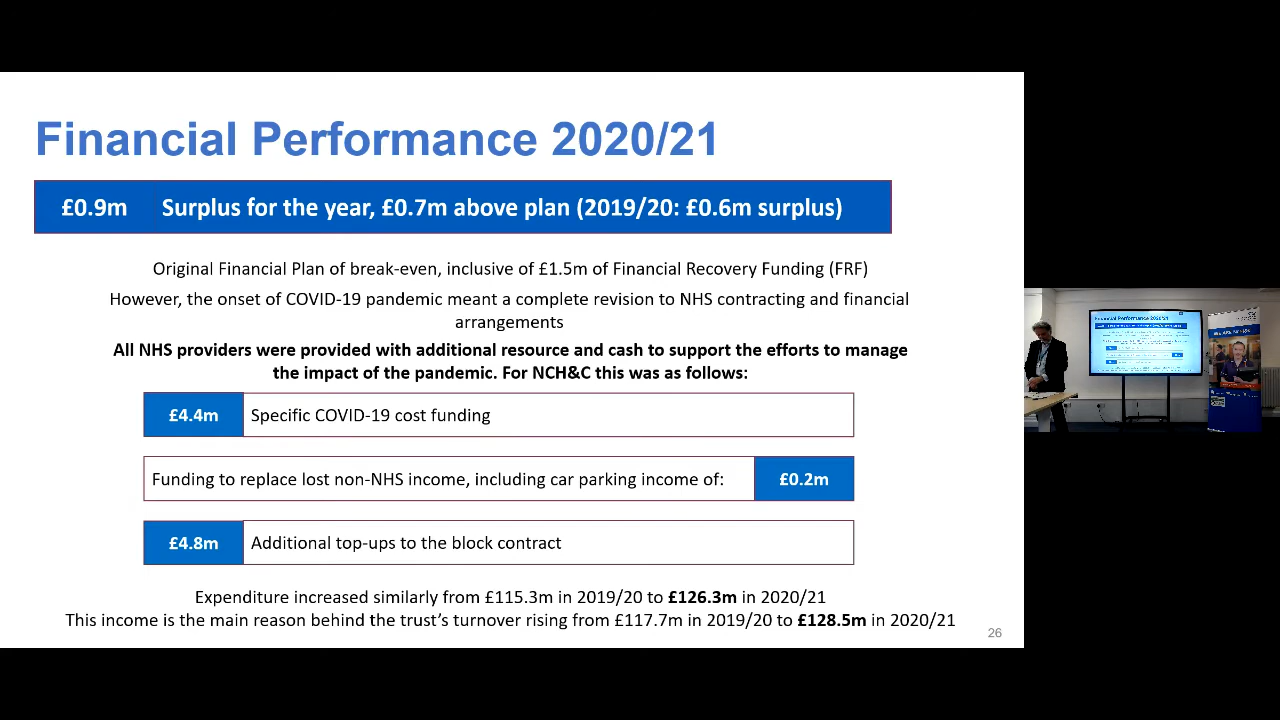 Financial Performance 2020/21
£0.9m Surplus for the year, £0.7m above plan (2019/20: £0.6m surplus)
Original Financial Plan of break-even, inclusive of £1.5m of Financial Recovery Funding (FRF)
However, the onset of COVID-19 pandemic meant a complete revision to NHS contracting and financial
arrangements
All NHS providers were provided with additional resource and cash to support the efforts to manage
the impact of the pandemic. For NCH&C this was as follows:
£4.4m Specific COVID-19 cost funding
Funding to replace lost non-NHS income, including car parking income of: £0.2m
£4.8m Additional top-ups to the block contract
Expenditure increased similarly from £115.3m in 2019/20 to £126.3m in 2020/21
This income is the main reason behind the trust’s turnover rising from £117.7m in 2019/20 to £128.5m in 2020/21
26
Financial Performance 2020/21